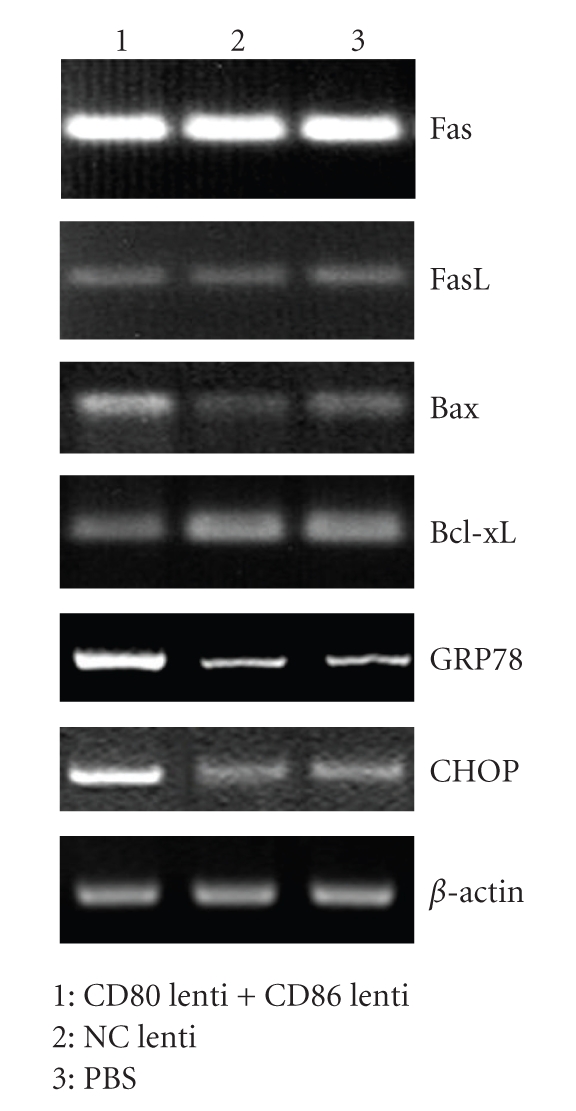 1 2 3
Fas
FasL
Bax
Bcl-xL
GRP78
CHOP
β-actin
1: CD80 lenti + CD86 lenti
2: NC lenti
3: PBS